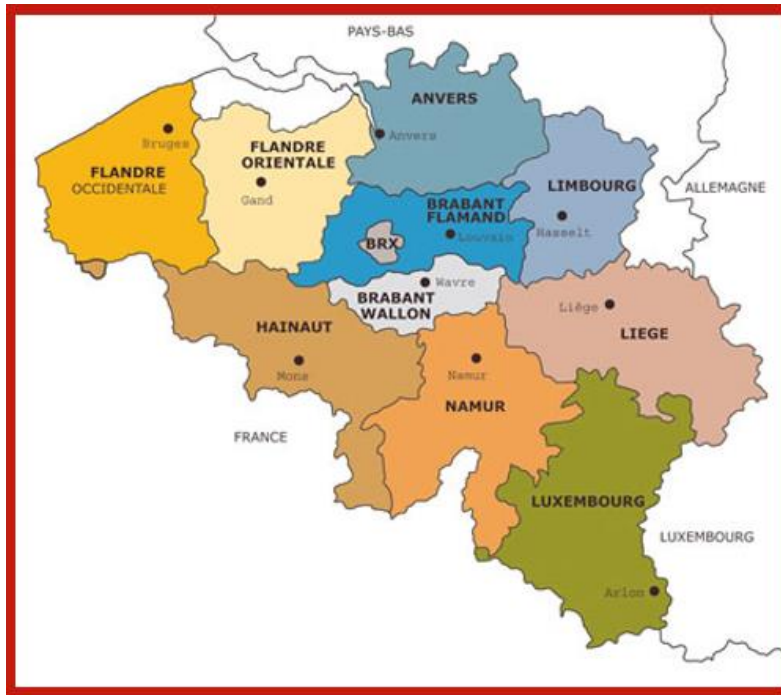 PAYS-BAS
ANVERS
Anvers
Bruges
FLANDRE
OCCIDENTALE
FLANDRE
ORIENTALE
Gand
LIMBOURG
Hasselt
ALLEMAGNE
BRABANT
FLAMAND
Louvain
BRX
Wavre
BRABANT
WALLON
HAINAUT
Mons
Liège
LIEGE
Namur
NAMUR
FRANCE
LUXEMBOURG
LUXEMBOURG
Arlon